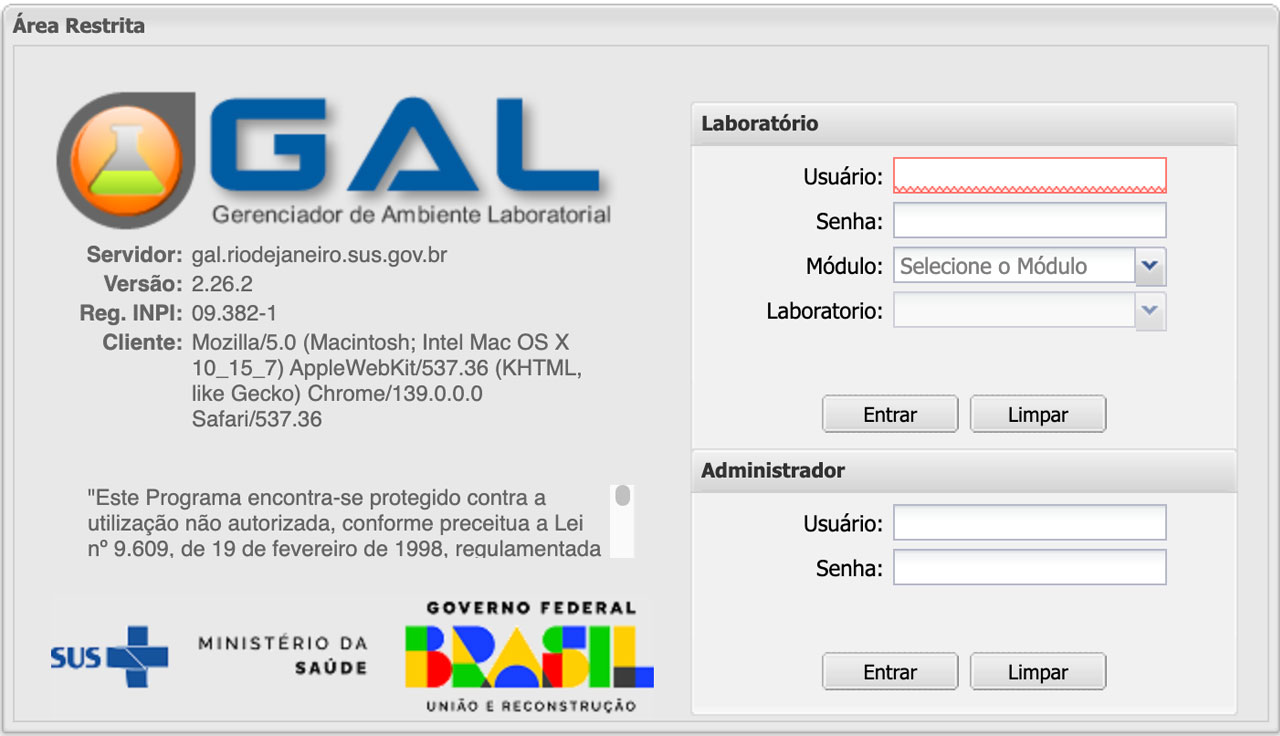 Área Restrita
GAL
Gerenciador de Ambiente Laboratorial
Servidor: gal.riodejaneiro.sus.gov.br
Versão: 2.26.2
Reg. INPI: 09.382-1
Cliente: Mozilla/5.0 (Macintosh; Intel Mac OS X
10_15_7) AppleWebKit/537.36 (KHTML,
like Gecko) Chrome/139.0.0.0
Safari/537.36
"Este Programa encontra-se protegido contra a
utilização não autorizada, conforme preceitua a Lei
nº 9.609, de 19 de fevereiro de 1998, regulamentada
SUS
MINISTÉRIO DA
SAÚDE
GOVERNO FEDERAL
BRASIL
UNIÃO E RECONSTRUÇÃO
Laboratório
Usuário:
Senha:
Módulo: Selecione o Módulo
Laboratorio:
Entrar Limpar
Administrador
Usuário:
Senha:
Entrar Limpar